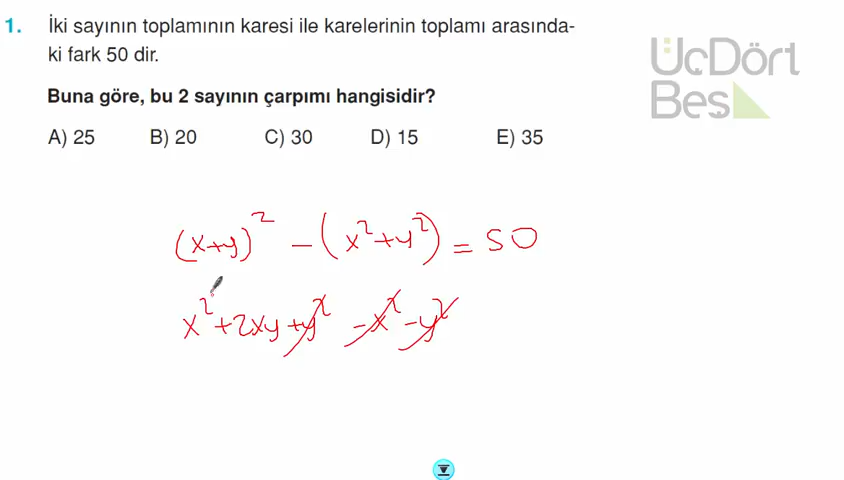 1. İki sayının toplamının karesi ile karelerinin toplamı arasında-
ki fark 50 dir.
Buna göre, bu 2 sayının çarpımı hangisidir?
A) 25 B) 20 C) 30 D) 15 E) 35
ÜçDört
Beş
(x+y)² - (x²+y²) = 50
x²+2xy+y² -x² -y²